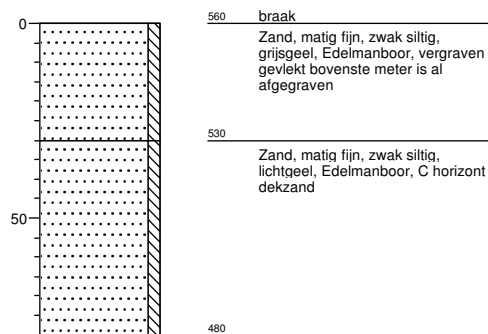 0
560
braak
Zand, matig fijn, zwak siltig,
grijsgeel, Edelmanboor, vergraven
gevlekt bovenste meter is al
afgegraven
530
Zand, matig fijn, zwak siltig,
lichtgeel, Edelmanboor, C horizont
dekzand
50
480